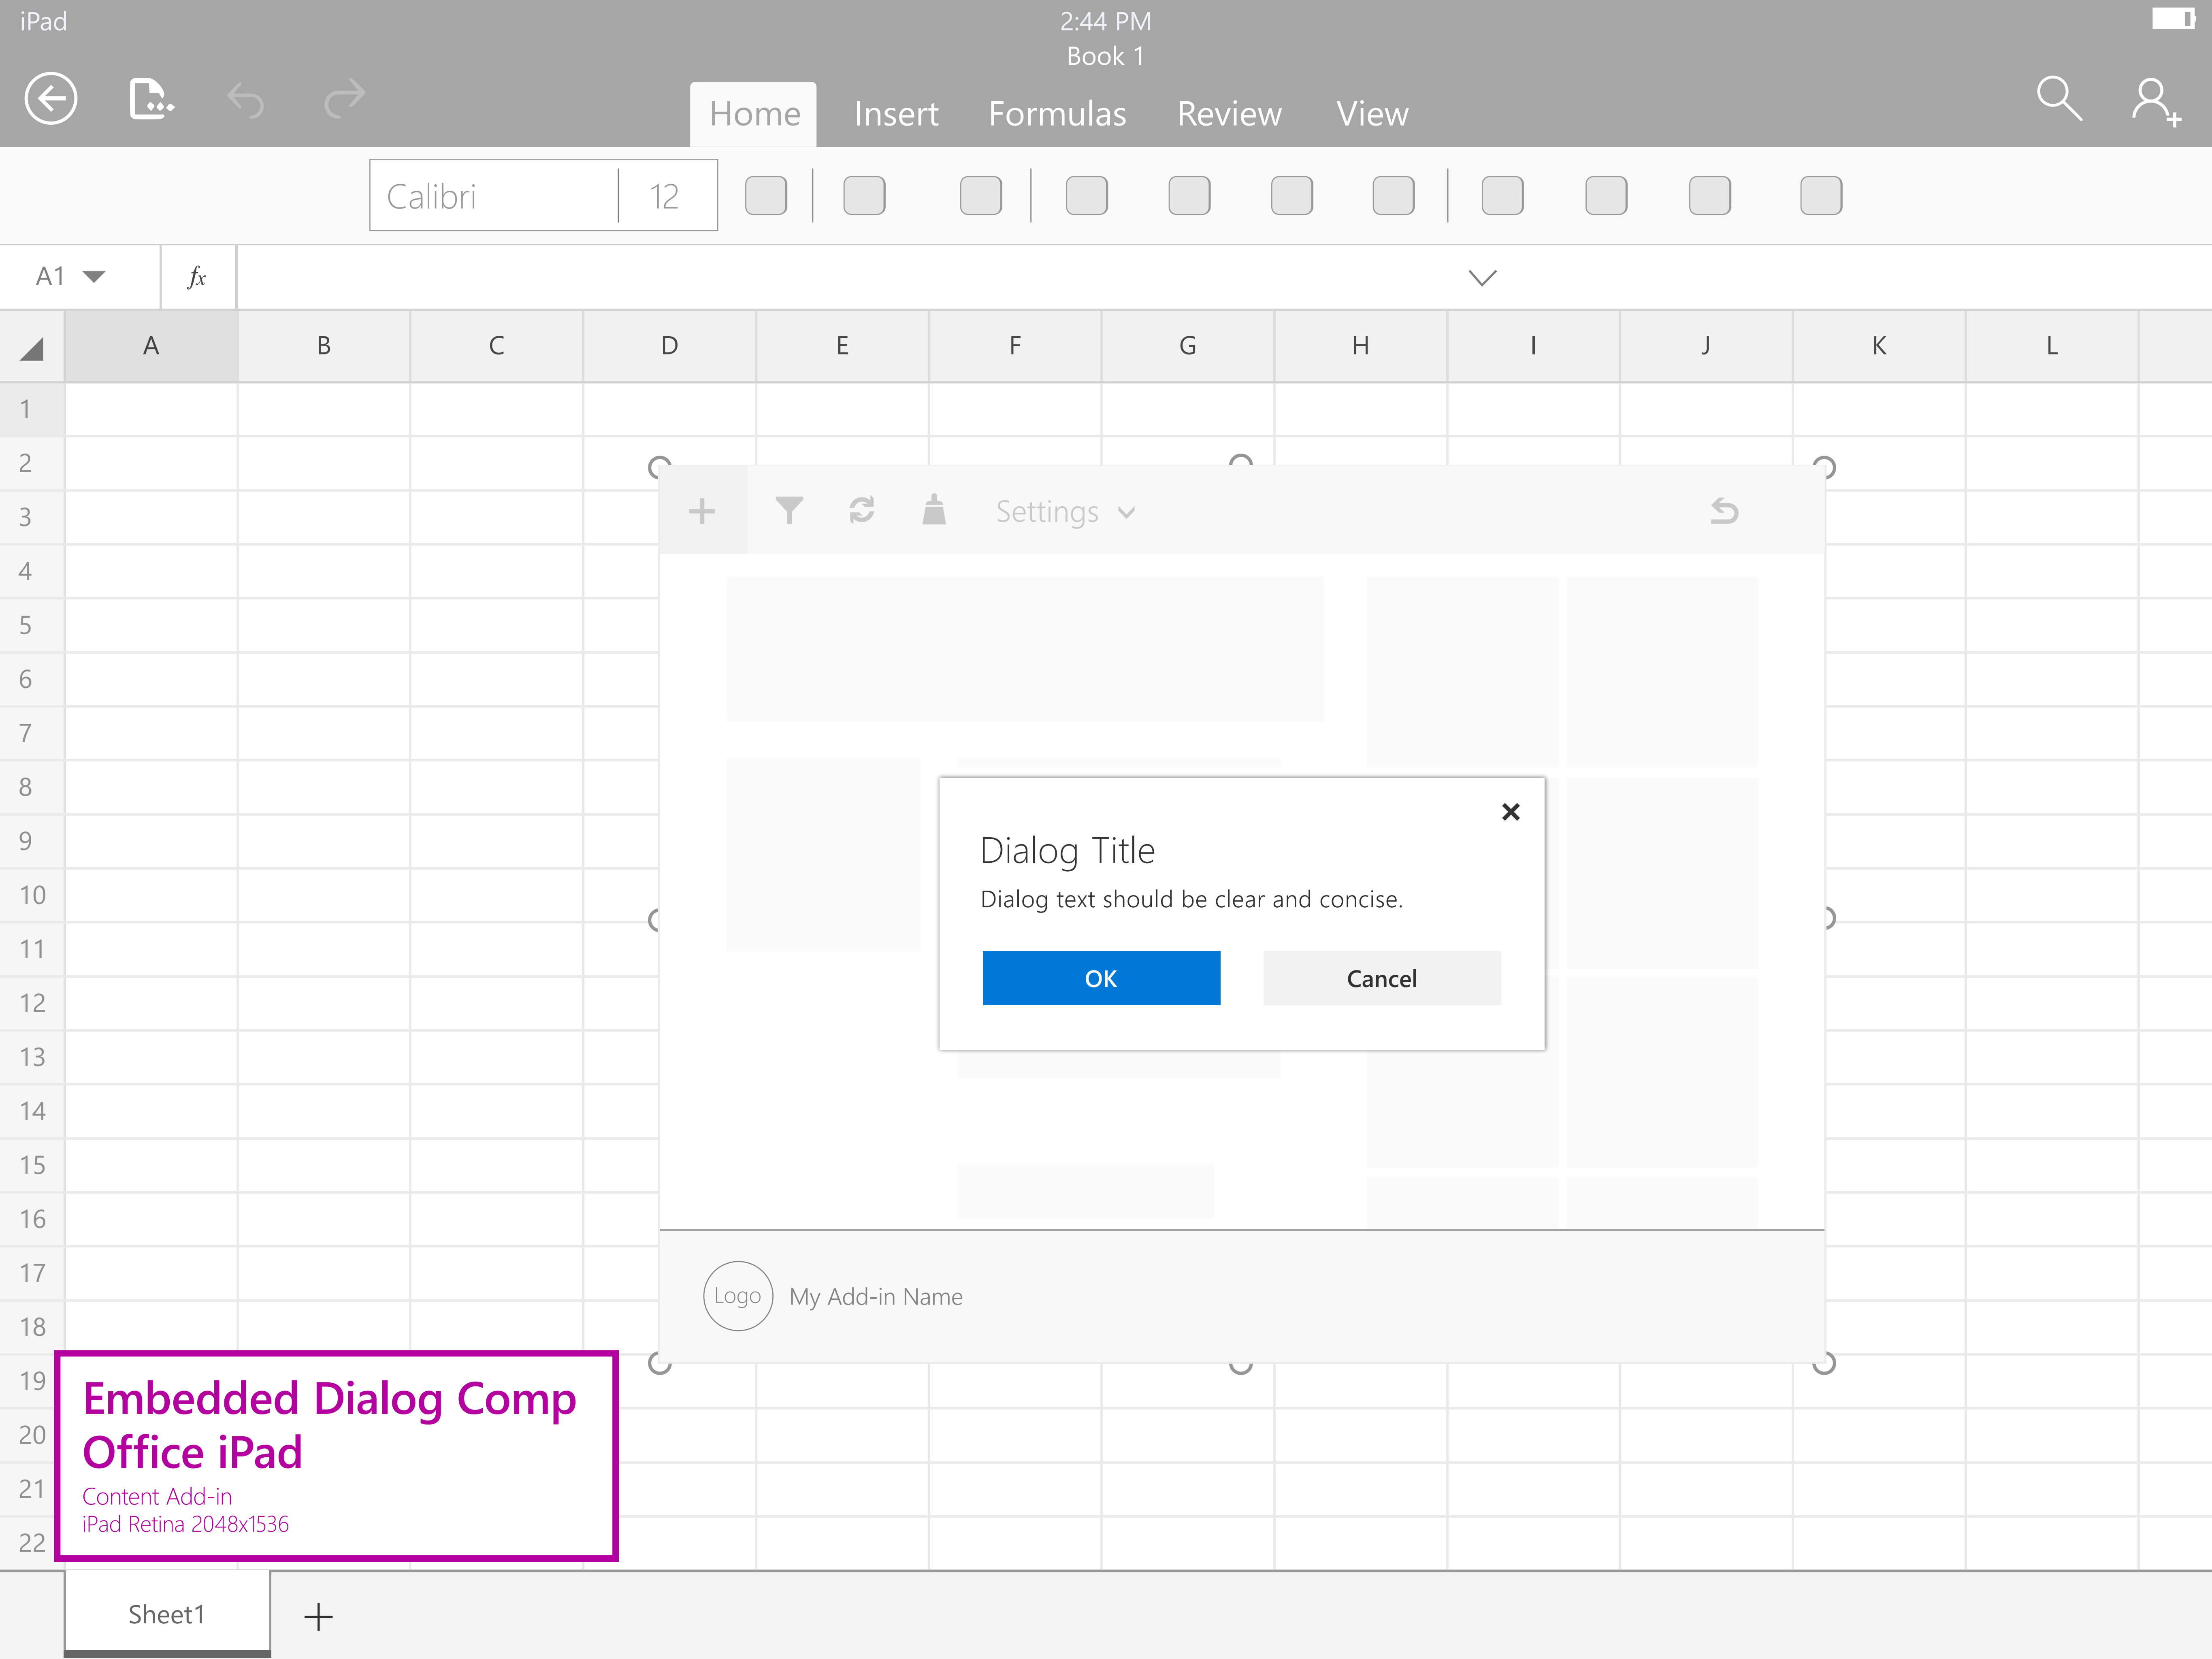 iPad
2:44 PM
Book 1
Home Insert Formulas Review View
Calibri 12
A1 fx
A B C D E F G H I J K L
1
2
3
Settings
4
5
6
7
8
9
10
11
12
13
14
15
16
17
18
19
20
21
22
Dialog Title
Dialog text should be clear and concise.
OK Cancel
Logo My Add-in Name
Embedded Dialog Comp
Office iPad
Content Add-in
iPad Retina 2048x1536
Sheet1